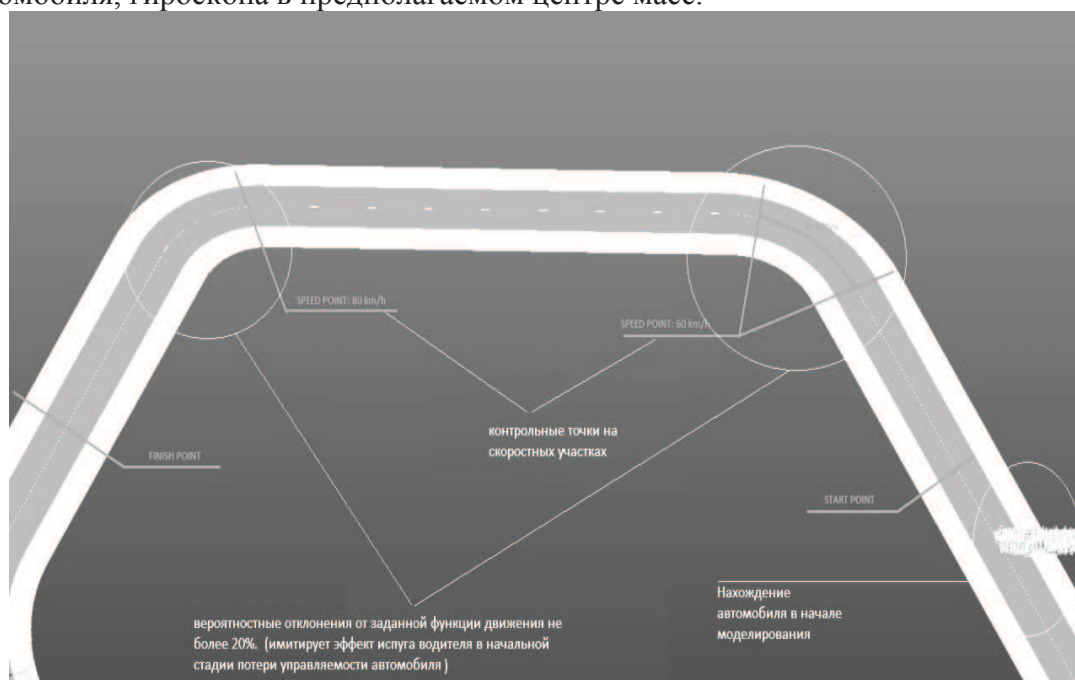 омобиля, гироскопа в предполагаемом центре масс.
SPEED POINT: 80 km/h
SPEED POINT: 60 km/h
контрольные точки на
скоростных участках
FINISH POINT
START POINT
Нахождение
автомобиля в начале
моделирования
вероятностные отклонения от заданной функции движения не
более 20%. (имитирует эффект испуга водителя в начальной
стадии потери управляемости автомобиля )